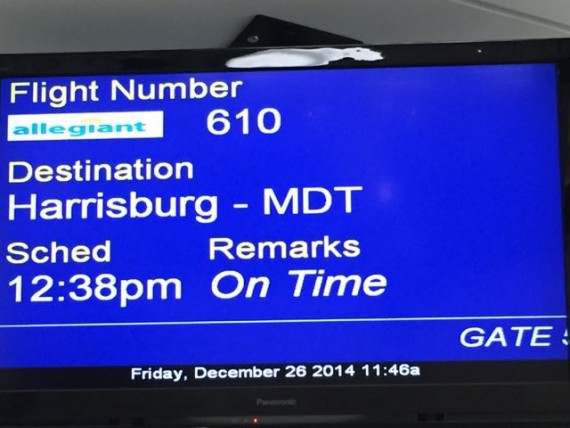 Flight Number
allegiant 610
Destination
Harrisburg - MDT
Sched Remarks
12:38pm On Time
GATE
Friday, December 26 2014 11:46a
Panasonic